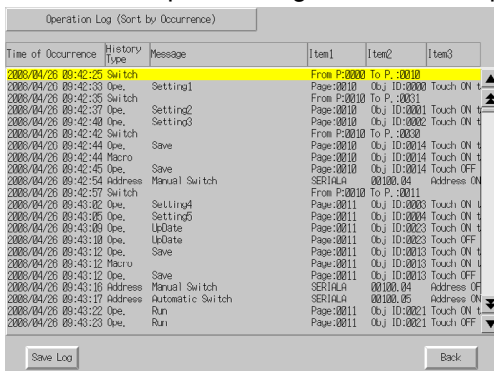 Operation Log (Sort by Occurrence)
Time of Occurrence History Type Message Item1 Item2 Item3
2008/04/26 09:42:25 Switch From P:0000 To P.:0010
2008/04/26 09:42:33 Ope. Setting1 Page:0010 Obj ID:0000 Touch ON t
2008/04/26 09:42:35 Switch From P:0010 To P.:0031
2008/04/26 09:42:37 Ope. Setting2 Page:0010 Obj ID:0001 Touch ON t
2008/04/26 09:42:40 Ope. Setting3 Page:0010 Obj ID:0002 Touch ON t
2008/04/26 09:42:42 Switch From P:0010 To P.:0030
2008/04/26 09:42:44 Ope. Save Page:0010 Obj ID:0014 Touch ON t
2008/04/26 09:42:44 Macro Page:0010 Obj ID:0014 Touch ON t
2008/04/26 09:42:45 Ope. Save Page:0010 Obj ID:0014 Touch OFF
2008/04/26 09:42:54 Address Manual Switch SERIALA 00100.04 Address ON
2008/04/26 09:42:57 Switch From P:0010 To P.:0011
2008/04/26 09:43:02 Ope. Setting4 Page:0011 Obj ID:0003 Touch ON t
2008/04/26 09:43:05 Ope. Setting5 Page:0011 Obj ID:0004 Touch ON t
2008/04/26 09:43:09 Ope. UpDate Page:0011 Obj ID:0023 Touch ON t
2008/04/26 09:43:10 Ope. UpDate Page:0011 Obj ID:0023 Touch OFF
2008/04/26 09:43:12 Ope. Save Page:0011 Obj ID:0013 Touch ON t
2008/04/26 09:43:12 Macro Page:0011 Obj ID:0013 Touch ON t
2008/04/26 09:43:12 Ope. Save Page:0011 Obj ID:0013 Touch OFF
2008/04/26 09:43:16 Address Manual Switch SERIALA 00100.04 Address OF
2008/04/26 09:43:17 Address Automatic Switch SERIALA 00100.05 Address ON
2008/04/26 09:43:22 Ope. Run Page:0011 Obj ID:0021 Touch ON t
2008/04/26 09:43:23 Ope. Run Page:0011 Obj ID:0021 Touch OFF
Save Log Back